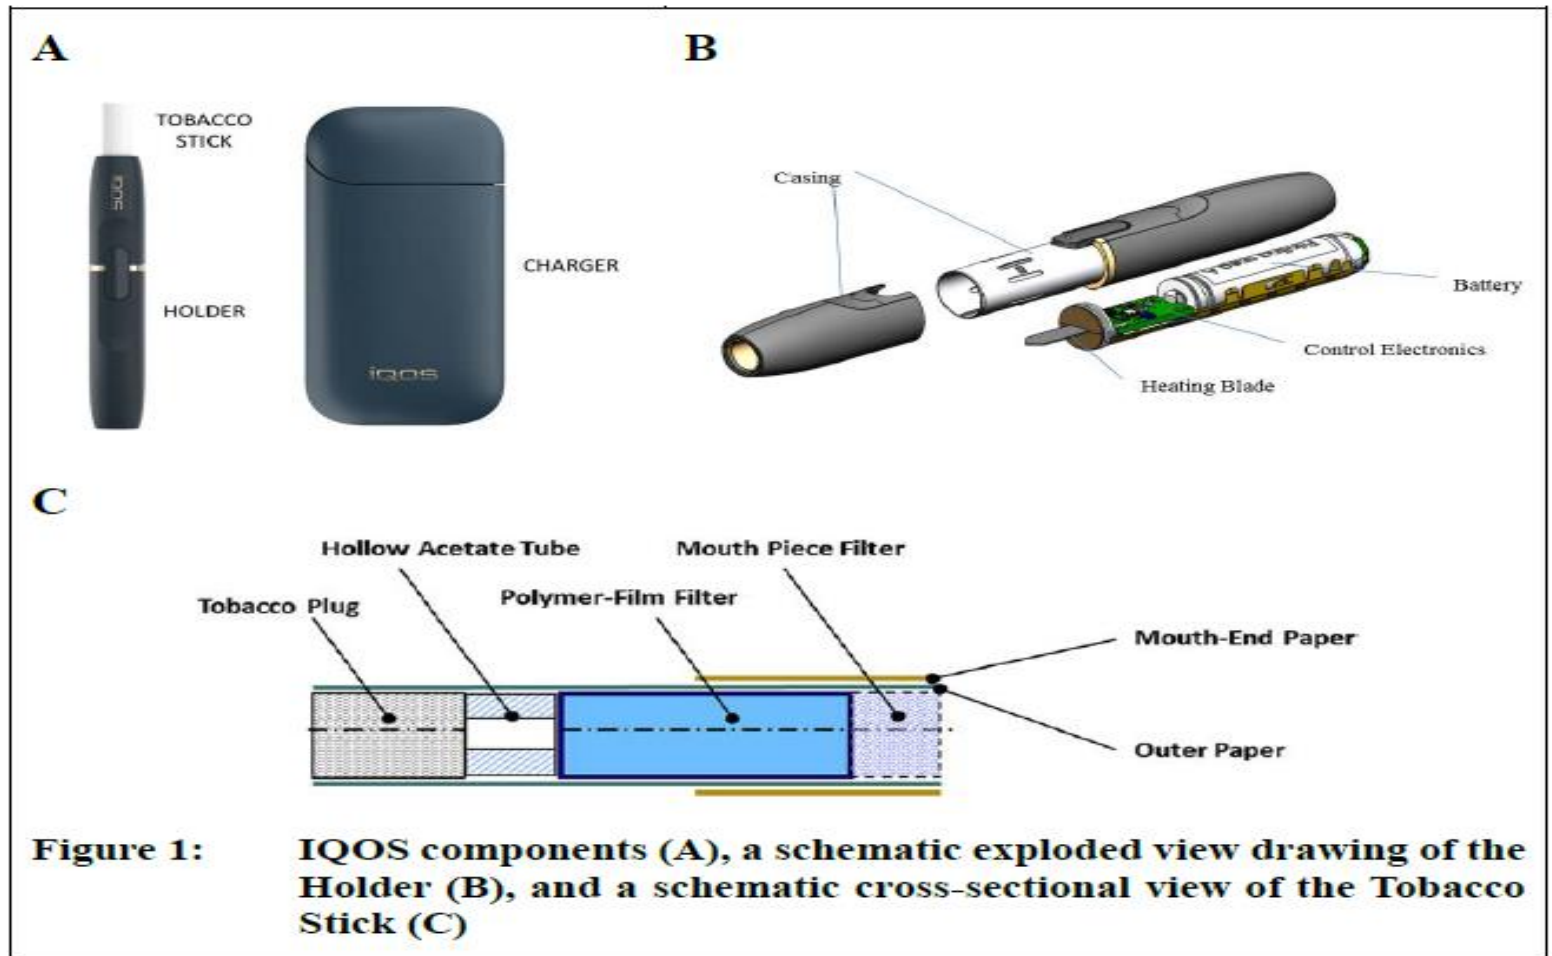 A
B
TOBACCO
STICK
IQOS
HOLDER
CHARGER
IQOS
Casing
Battery
Control Electronics
Heating Blade
C
Hollow Acetate Tube
Mouth Piece Filter
Tobacco Plug
Polymer-Film Filter
Mouth-End Paper
Outer Paper
Figure 1: IQOS components (A), a schematic exploded view drawing of the
Holder (B), and a schematic cross-sectional view of the Tobacco
Stick (C)